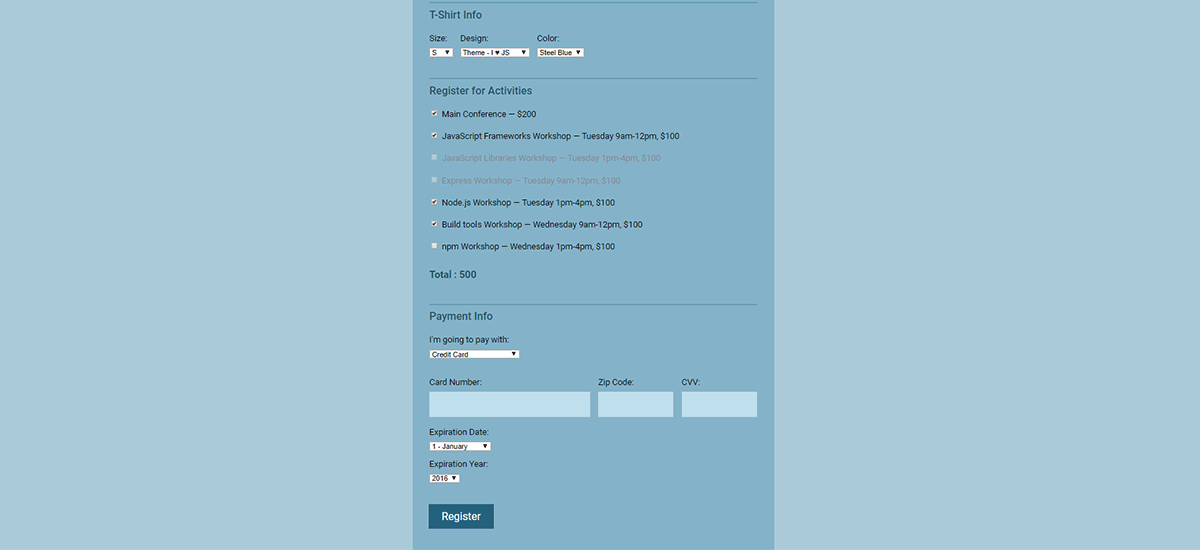 T-Shirt Info
Size: Design: Color:
S Theme - I ♥ JS Steel Blue
Register for Activities
Main Conference — $200
JavaScript Frameworks Workshop — Tuesday 9am-12pm, $100
JavaScript Libraries Workshop — Tuesday 1pm-4pm, $100
Express Workshop — Tuesday 9am-12pm, $100
Node.js Workshop — Tuesday 1pm-4pm, $100
Build tools Workshop — Wednesday 9am-12pm, $100
npm Workshop — Wednesday 1pm-4pm, $100
Total : 500
Payment Info
I'm going to pay with:
Credit Card
Card Number: Zip Code: CVV:
Expiration Date:
1 - January
Expiration Year:
2016
Register